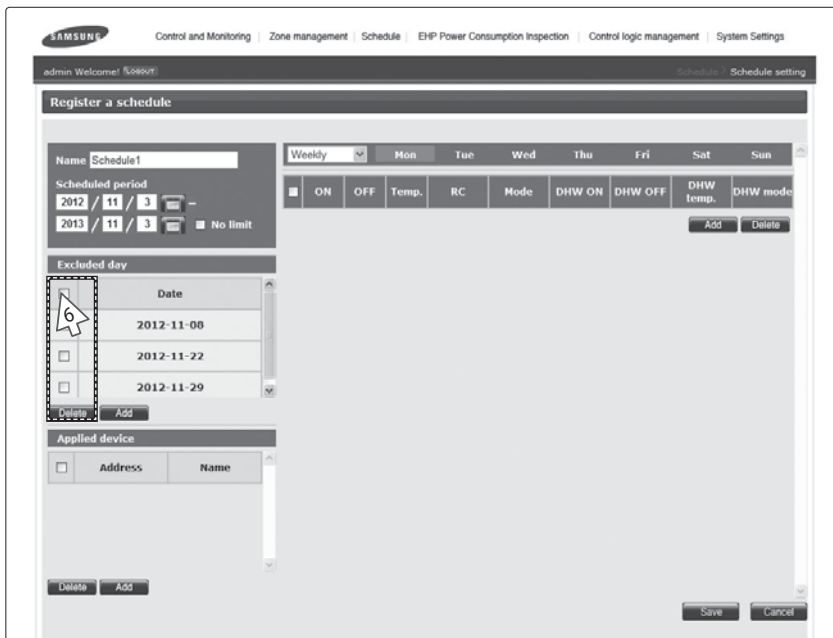 SAMSUNG
Control and Monitoring | Zone management | Schedule | EHP Power Consumption Inspection | Control logic management | System Settings
admin Welcome! LOGOUT
Schedule > Schedule setting
Register a schedule
Name Schedule1
Scheduled period
2012 / 11 / 3 –
2013 / 11 / 3 No limit
Weekly Mon Tue Wed Thu Fri Sat Sun
ON OFF Temp. RC Mode DHW ON DHW OFF DHW temp. DHW mode
Add Delete
Excluded day
Date
6
2012-11-08
2012-11-22
2012-11-29
Delete Add
Applied device
Address Name
Delete Add
Save Cancel